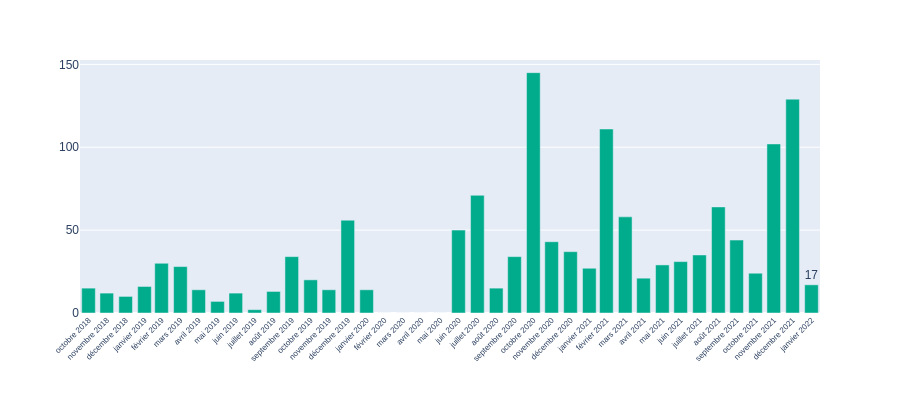 150
100
50
0
17
octobre 2018
novembre 2018
décembre 2018
janvier 2019
février 2019
mars 2019
avril 2019
mai 2019
juin 2019
juillet 2019
août 2019
septembre 2019
octobre 2019
novembre 2019
décembre 2019
janvier 2020
février 2020
mars 2020
avril 2020
mai 2020
juin 2020
juillet 2020
août 2020
septembre 2020
octobre 2020
novembre 2020
décembre 2020
janvier 2021
février 2021
mars 2021
avril 2021
mai 2021
juin 2021
juillet 2021
août 2021
septembre 2021
octobre 2021
novembre 2021
décembre 2021
janvier 2022